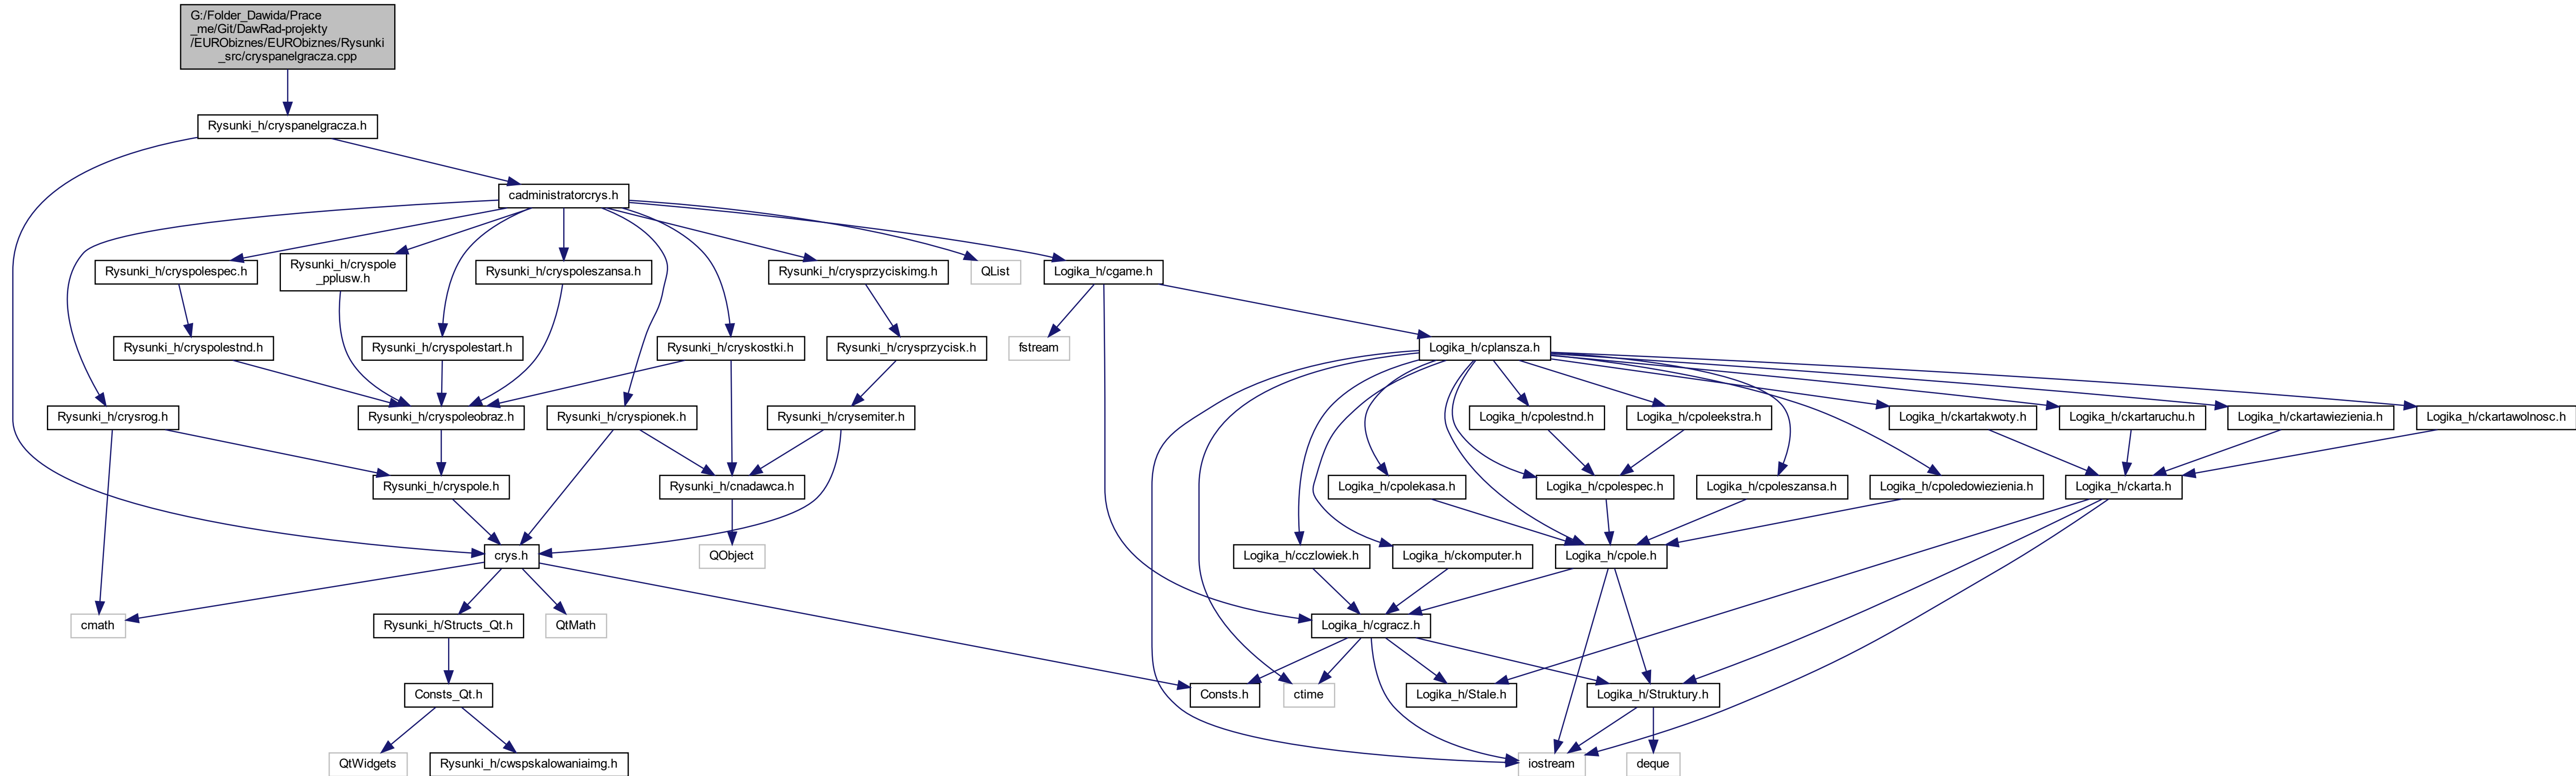 G:/Folder_Dawida/Prace
_me/Git/DawRad-projekty
/EURObiznes/EURObiznes/Rysunki
_src/cryspanelgracza.cpp
Rysunki_h/cryspanelgracza.h
cadministratorcrys.h
Rysunki_h/cryspolespec.h
Rysunki_h/cryspole
_pplusw.h
Rysunki_h/cryspoleszansa.h
Rysunki_h/crysprzyciskimg.h
QList
Logika_h/cgame.h
Rysunki_h/cryspolestnd.h
Rysunki_h/cryspolestart.h
Rysunki_h/cryskostki.h
Rysunki_h/crysprzycisk.h
fstream
Logika_h/cplansza.h
Rysunki_h/crysrog.h
Rysunki_h/cryspoleobraz.h
Rysunki_h/cryspionek.h
Rysunki_h/crysemiter.h
Logika_h/cpolestnd.h
Logika_h/cpoleekstra.h
Logika_h/ckartakwoty.h
Logika_h/ckartaruchu.h
Logika_h/ckartawiezienia.h
Logika_h/ckartawolnosc.h
Rysunki_h/cryspole.h
Rysunki_h/cnadawca.h
Logika_h/cpolekasa.h
Logika_h/cpolespec.h
Logika_h/cpoleszansa.h
Logika_h/cpoledowiezienia.h
Logika_h/ckarta.h
crys.h
QObject
Logika_h/cczlowiek.h
Logika_h/ckomputer.h
Logika_h/cpole.h
cmath
Rysunki_h/Structs_Qt.h
QtMath
Logika_h/cgracz.h
Consts_Qt.h
Consts.h
ctime
Logika_h/Stale.h
Logika_h/Struktury.h
QtWidgets
Rysunki_h/cwspskalowaniaimg.h
iostream
deque